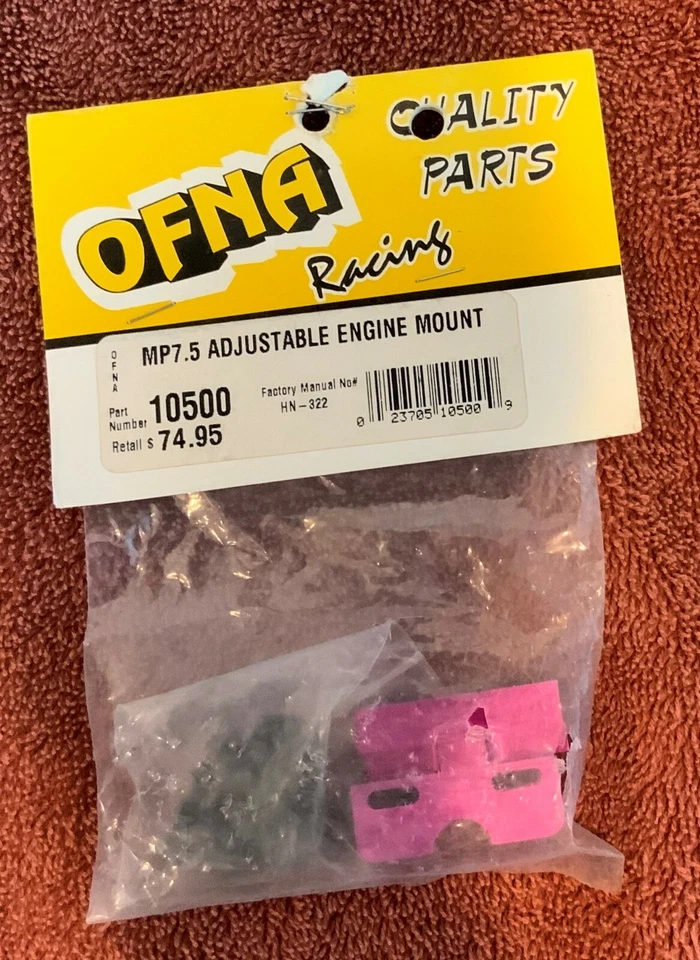 QUALITY
PARTS
OFNA
Racing
OFNA
MP7.5 ADJUSTABLE ENGINE MOUNT
Part
Number 10500
Factory Manual No#
HN-322
Retail $ 74.95
0 23705 10500 9